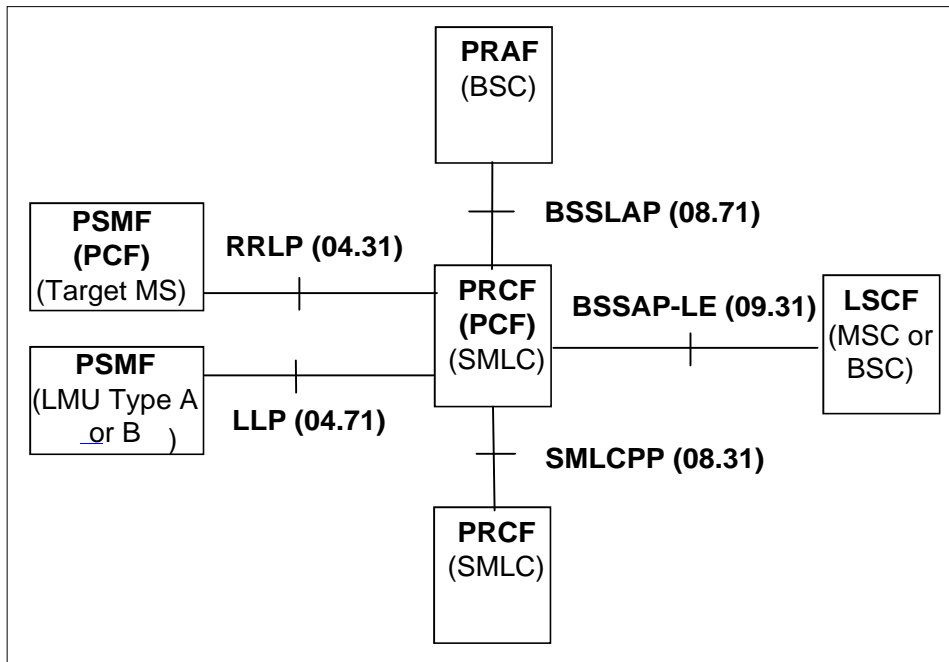 PRAF
(BSC)
BSSLAP (08.71)
PSMF
(PCF)
(Target MS)
RRLP (04.31)
PRCF
(PCF)
(SMLC)
BSSAP-LE (09.31)
LSCF
(MSC or
BSC)
PSMF
(LMU Type A
or B )
LLP (04.71)
SMLCPP (08.31)
PRCF
(SMLC)